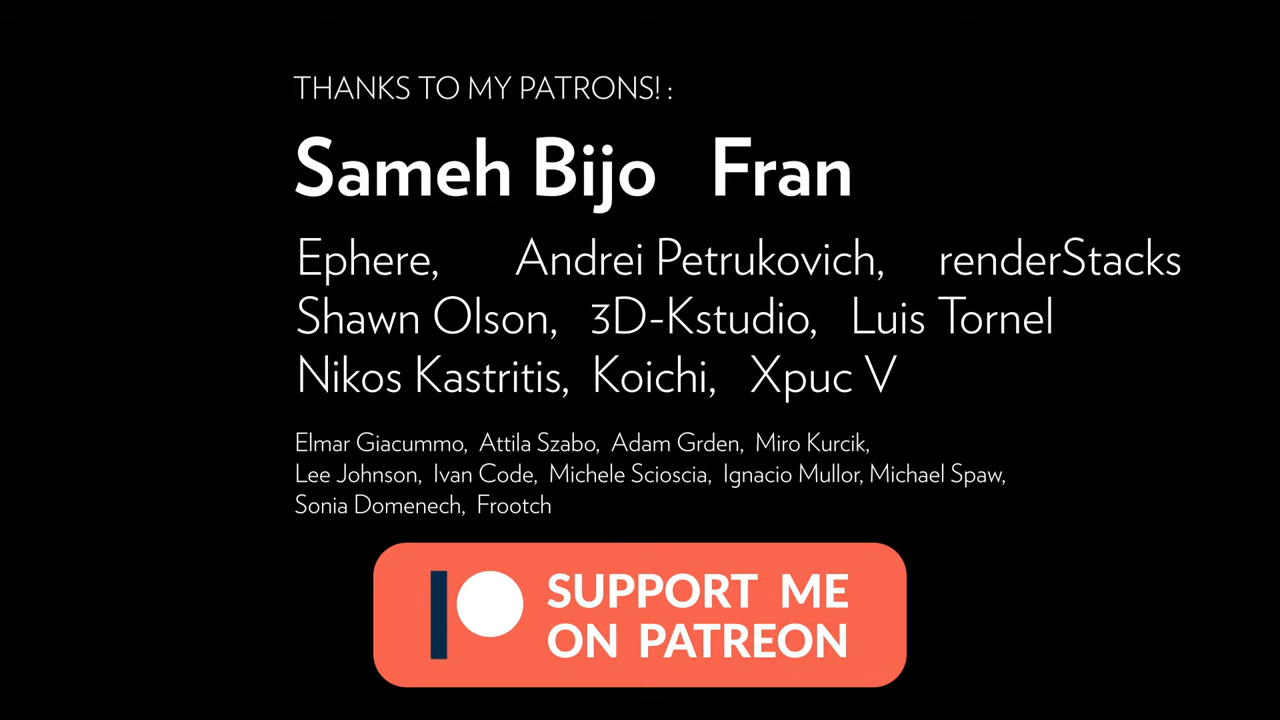 THANKS TO MY PATRONS! :
Sameh Bijo Fran
Ephere, Andrei Petrukovich, renderStacks
Shawn Olson, 3D-Kstudio, Luis Tornel
Nikos Kastritis, Koichi, Xpuc V
Elmar Giacummo, Attila Szabo, Adam Grden, Miro Kurcik,
Lee Johnson, Ivan Code, Michele Scioscia, Ignacio Mullor, Michael Spaw,
Sonia Domenech, Frootch
SUPPORT ME
ON PATREON